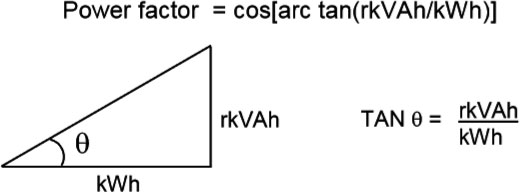 Power factor = cos[arc tan(rkVAh/kWh)]
θ
rkVAh
kWh
TAN θ = rkVAh
kWh